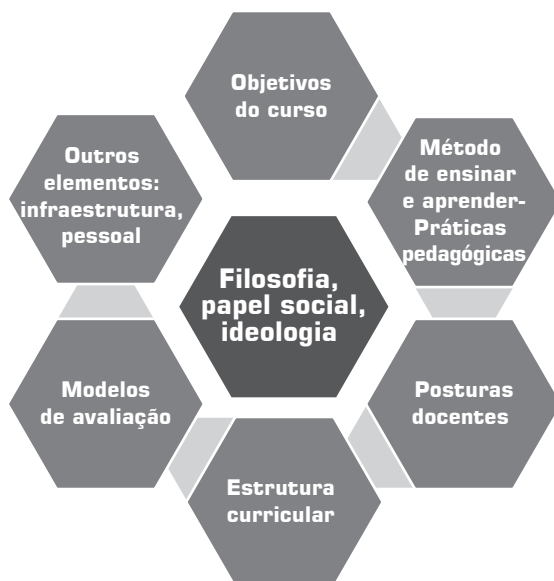 Objetivos
do curso
Método
de ensinar
e aprender-
Práticas
pedagógicas
Posturas
docentes
Estrutura
curricular
Modelos
de avaliação
Outros
elementos:
infraestrutura,
pessoal
Filosofia,
papel social,
ideologia